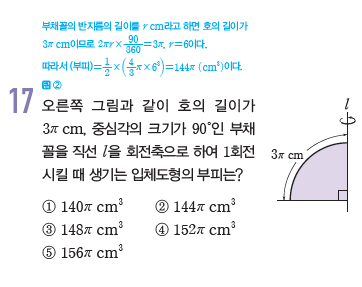 부채꼴의 반지름의 길이를 r cm라고 하면 호의 길이가
3π cm이므로 2πr×90/360=3π, r=6이다.
따라서 (부피)=1/2×(4/3π×6³)=144π (cm³)이다.
답 ②
17 오른쪽 그림과 같이 호의 길이가
3π cm, 중심각의 크기가 90°인 부채
꼴을 직선 l을 회전축으로 하여 1회전
시킬 때 생기는 입체도형의 부피는?
① 140π cm³ ② 144π cm³
③ 148π cm³ ④ 152π cm³
⑤ 156π cm³
l
3π cm